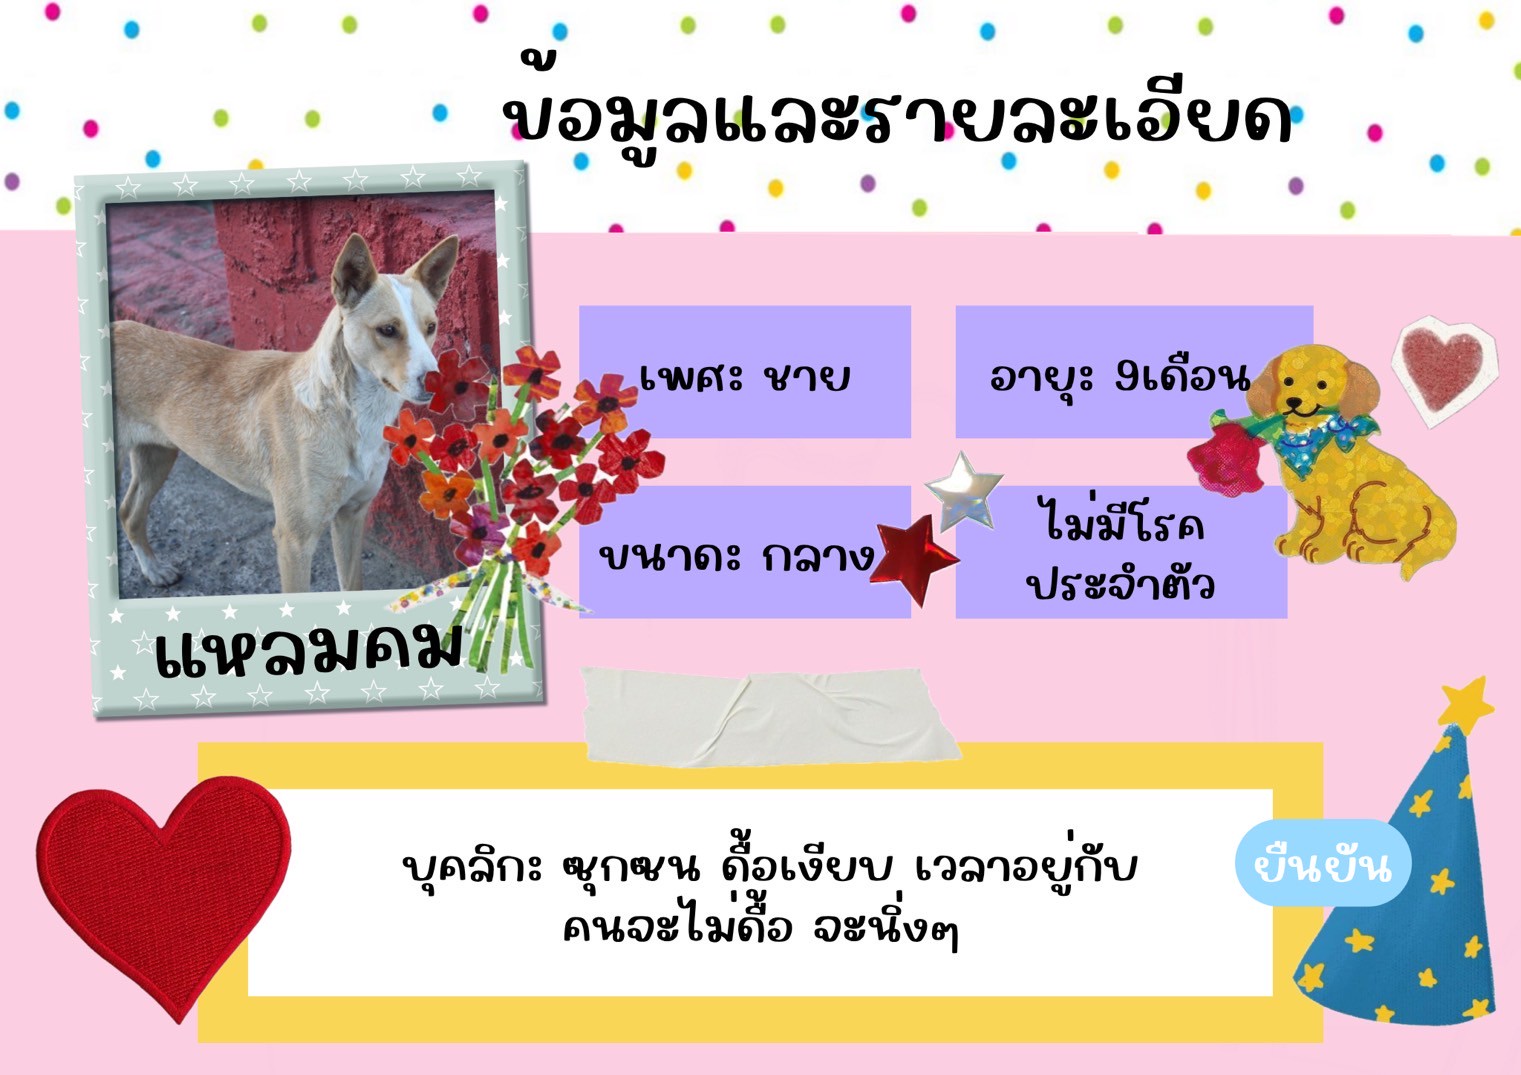 ข้อมูลและรายละเอียด
เพศะ ชาย
อายุะ 9เดือน
ขนาดะ กลาง
ไม่มีโรค
ประจำตัว
แหลมคม
บุคลิกะ ซุกซน ดื้อเงียบ เวลาอยู่กับ
คนจะไม่ดื้อ จะนิ่งๆ
ยืนยัน